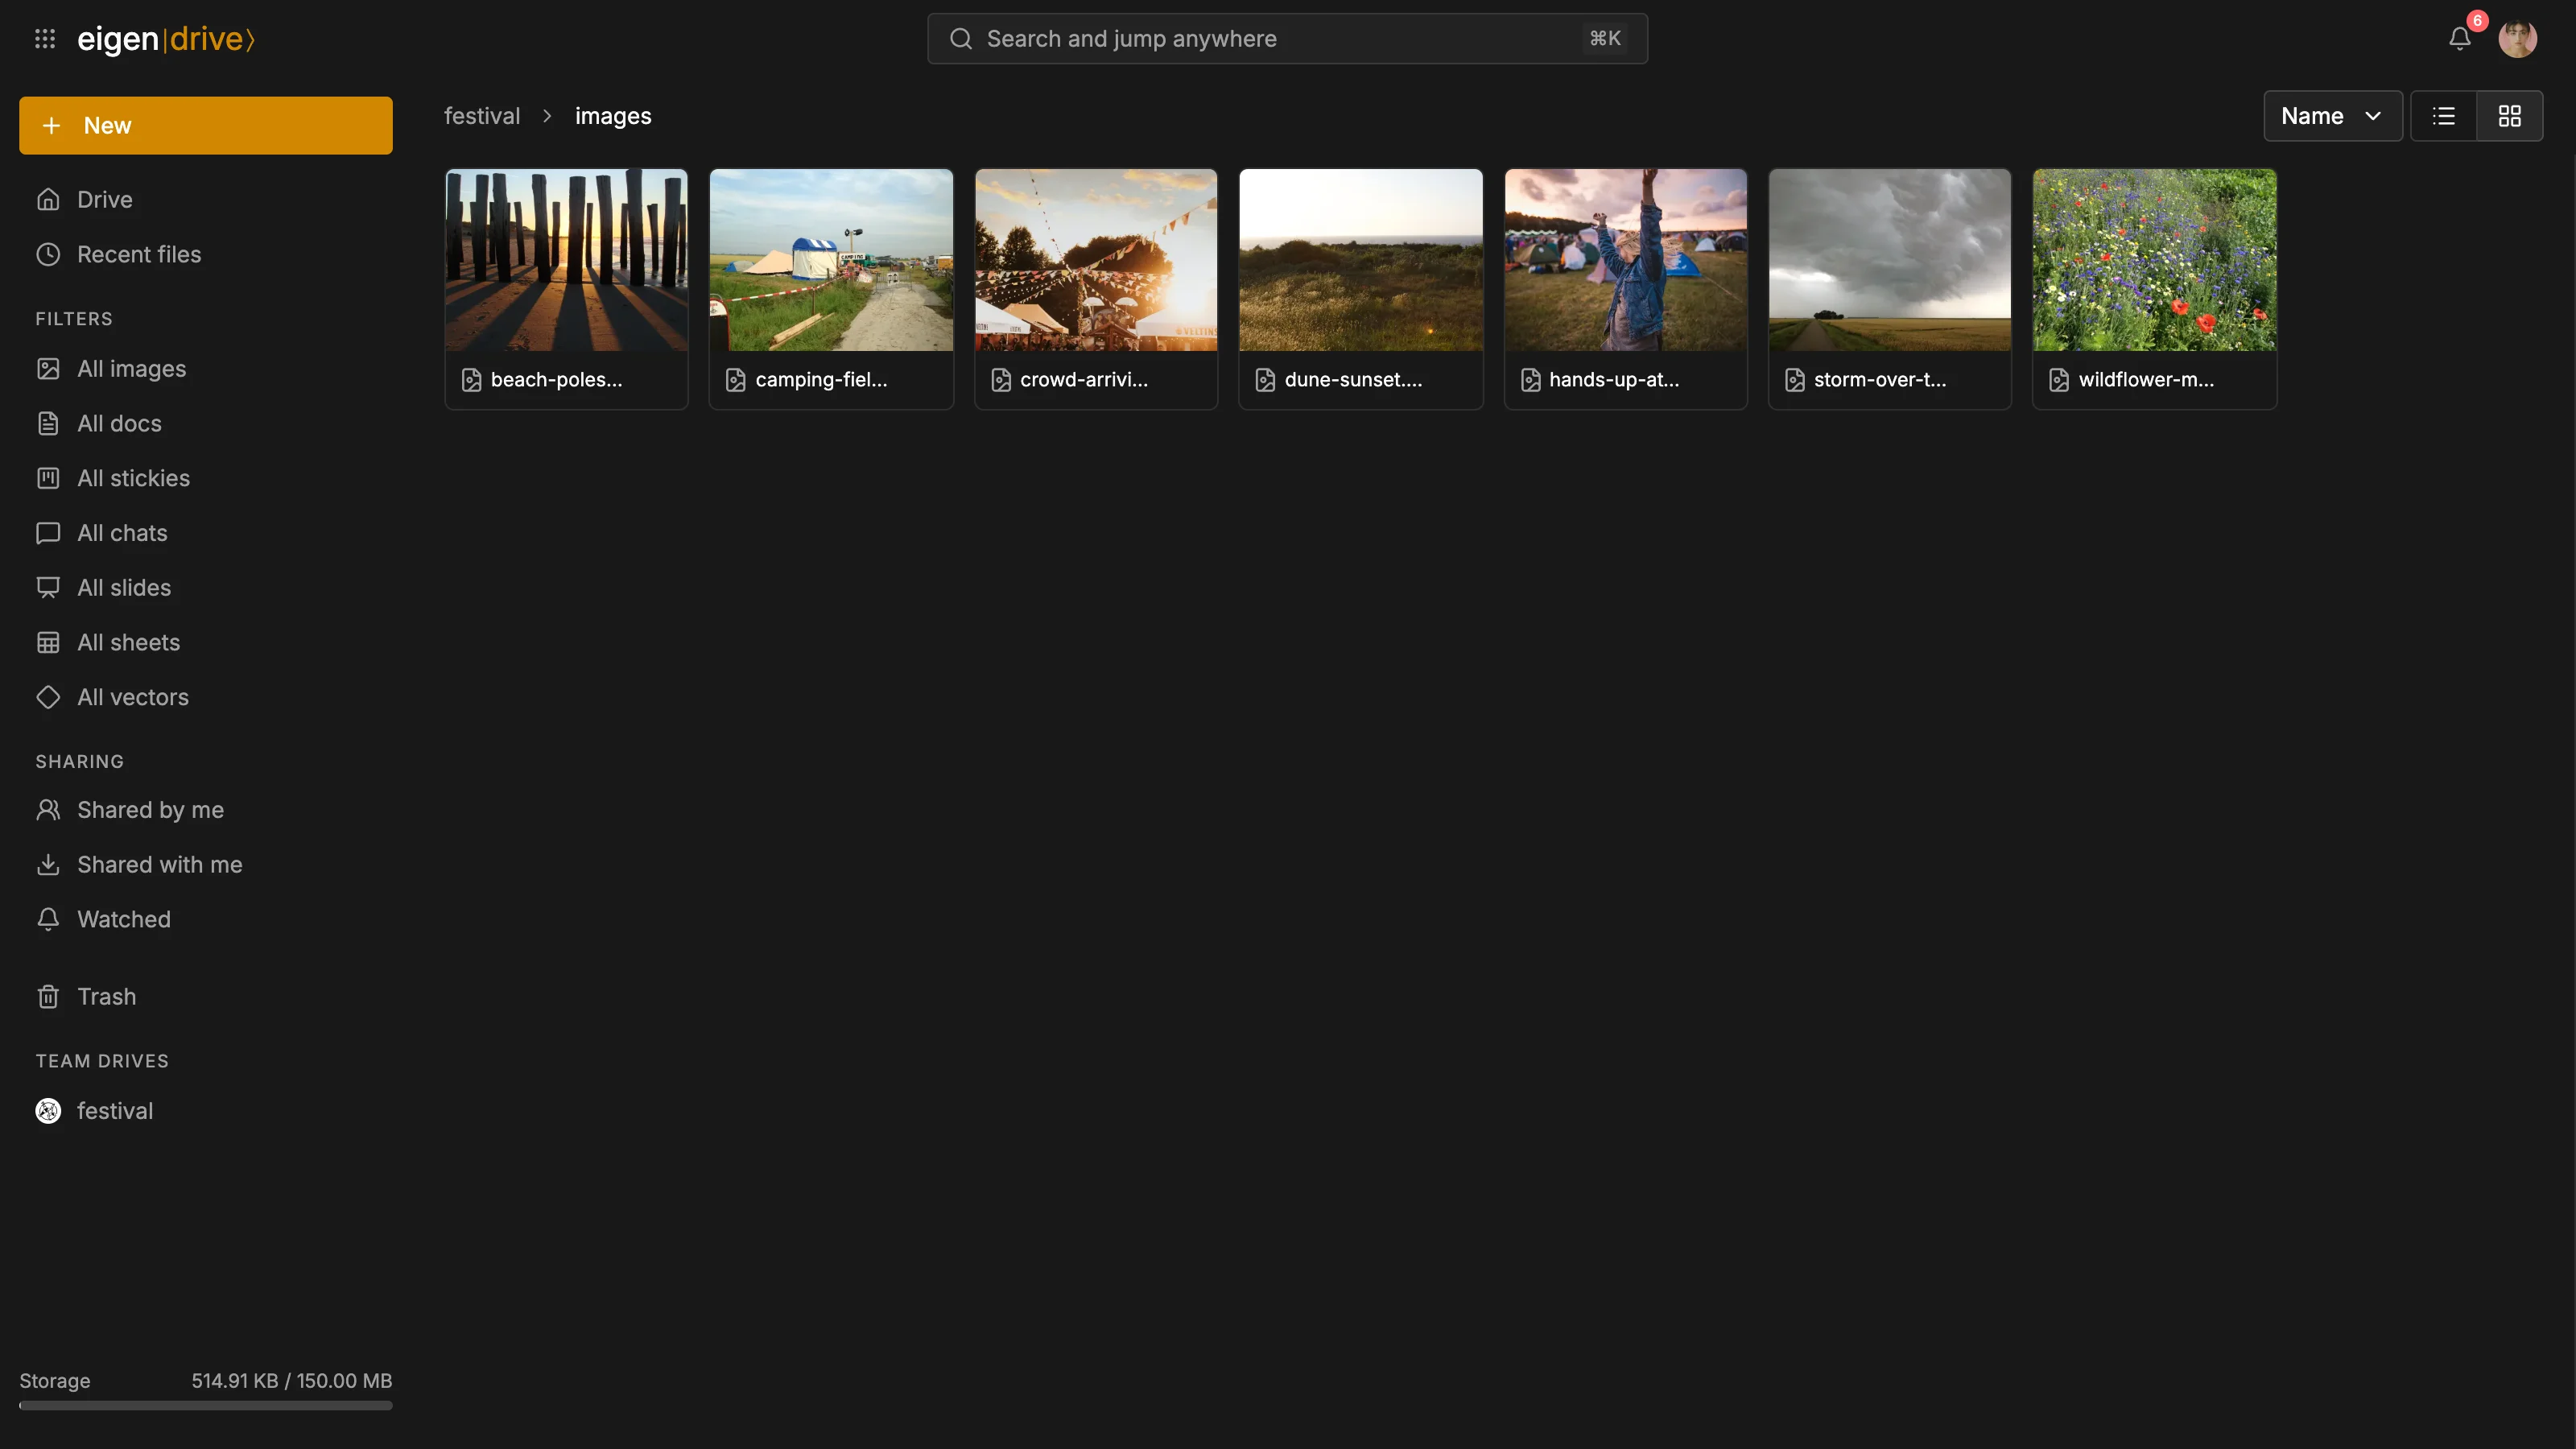 eigen|drive⟩
Search and jump anywhere
⌘K
6
New
festival
images
Name
Drive
Recent files
FILTERS
All images
All docs
All stickies
All chats
All slides
All sheets
All vectors
SHARING
Shared by me
Shared with me
Watched
Trash
TEAM DRIVES
festival
CAMPING
VELTINS
beach-poles...
camping-fiel...
crowd-arrivi...
dune-sunset....
hands-up-at...
storm-over-t...
wildflower-m...
Storage
514.91 KB / 150.00 MB